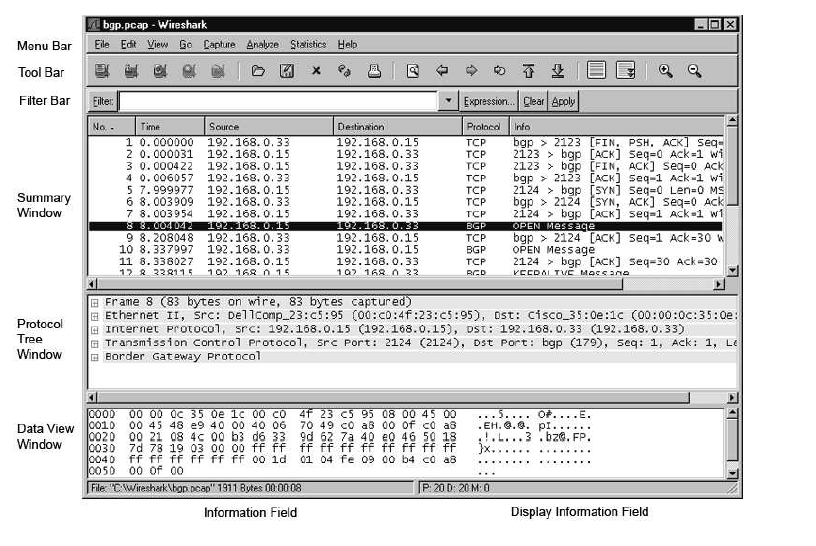 bgp.pcap - Wireshark
Menu Bar
File Edit View Go Capture Analyze Statistics Help
Tool Bar
Filter Bar
Filter: Expression... Clear Apply
No. - Time Source Destination Protocol Info
1 0.000000 192.168.0.33 192.168.0.15 TCP bgp > 2123 [FIN, PSH, ACK] Seq=
2 0.000031 192.168.0.15 192.168.0.33 TCP 2123 > bgp [ACK] Seq=0 Ack=1 Wi
3 0.000422 192.168.0.15 192.168.0.33 TCP 2123 > bgp [FIN, ACK] Seq=0 Ack
4 0.006057 192.168.0.33 192.168.0.15 TCP bgp > 2123 [ACK] Seq=1 Ack=1 Wi
5 7.999977 192.168.0.15 192.168.0.33 TCP 2124 > bgp [SYN] Seq=0 Len=0 MS
6 8.003909 192.168.0.33 192.168.0.15 TCP bgp > 2124 [SYN, ACK] Seq=0 Ack
7 8.003954 192.168.0.15 192.168.0.33 TCP 2124 > bgp [ACK] Seq=1 Ack=1 Wi
8 8.004042 192.168.0.15 192.168.0.33 BGP OPEN Message
9 8.208048 192.168.0.33 192.168.0.15 TCP bgp > 2124 [ACK] Seq=1 Ack=30 W
10 8.337997 192.168.0.33 192.168.0.15 BGP OPEN Message
11 8.338027 192.168.0.15 192.168.0.33 TCP 2124 > bgp [ACK] Seq=30 Ack=30
12 8.338115 192.168.0.15 192.168.0.33 BGP KEEPALIVE Message
Summary
Window
Frame 8 (83 bytes on wire, 83 bytes captured)
Ethernet II, Src: DellComp_23:c5:95 (00:c0:4f:23:c5:95), Dst: Cisco_35:0e:1c (00:00:0c:35:0e:
Internet Protocol, Src: 192.168.0.15 (192.168.0.15), Dst: 192.168.0.33 (192.168.0.33)
Transmission Control Protocol, Src Port: 2124 (2124), Dst Port: bgp (179), Seq: 1, Ack: 1, Le
Border Gateway Protocol
Protocol
Tree
Window
0000 00 00 0c 35 0e 1c 00 c0 4f 23 c5 95 08 00 45 00 ...5.... O#....E.
0010 00 45 48 e9 40 00 40 06 70 49 c0 a8 00 0f c0 a8 .EH.@.@. pI......
0020 00 21 08 4c 00 b3 d6 33 9d 62 7a 40 e0 46 50 18 .!.L...3 .bz@.FP.
0030 7d 78 19 03 00 00 ff ff ff ff ff ff ff ff ff ff }x...... ........
0040 ff ff ff ff ff ff 00 1d 01 04 fe 09 00 b4 c0 a8 ........ ........
0050 00 0f 00 ...
Data View
Window
File: "C:\Wireshark\bgp.pcap" 1911 Bytes 00:00:08 P: 20 D: 20 M: 0
Information Field
Display Information Field